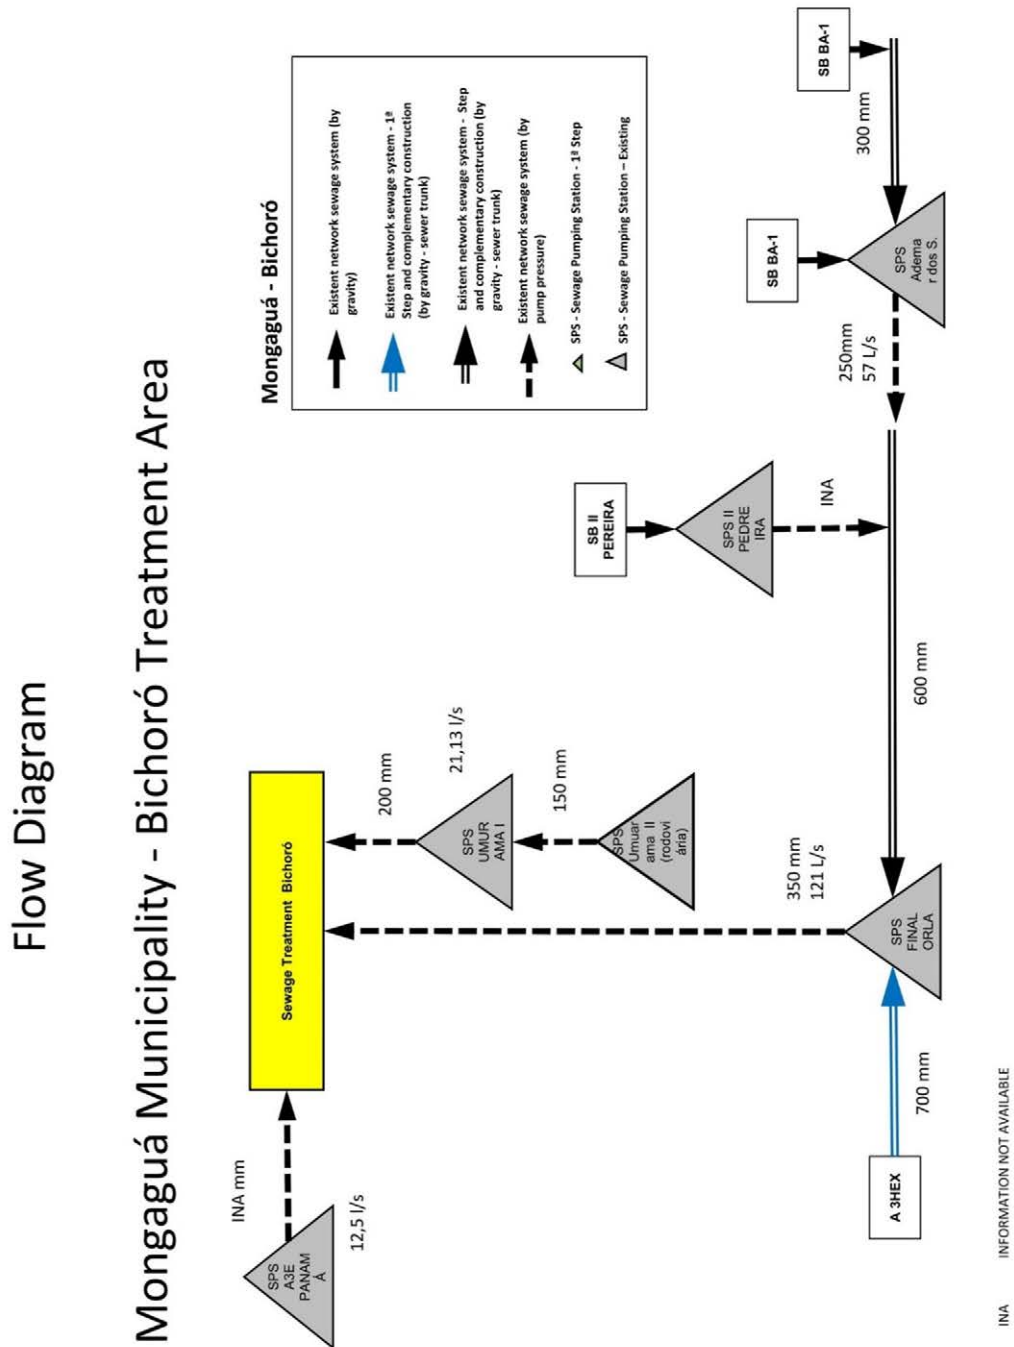 Flow Diagram
Mongaguá Municipality - Bichoró Treatment Area
Mongaguá - Bichoró
Existent network sewage system (by
gravity)
Existent network sewage system - 1ª
Step and complementary construction
(by gravity - sewer trunk)
Existent network sewage system - Step
and complementary construction (by
gravity - sewer trunk)
Existent network sewage system (by
pump pressure)
SPS - Sewage Pumping Station - 1ª Step
SPS - Sewage Pumping Station – Existing
SPS
A3E
PANAM
Á
INA mm
12,5 l/s
Sewage Treatment Bichoró
200 mm
SPS
UMUR
AMA I
21,13 l/s
150 mm
SPS
Umuar
ama II
(rodovi
ária)
SB II
PEREIRA
SPS II
PEDRE
IRA
INA
SB BA-1
SB BA-1
300 mm
SPS
Adema
r dos S.
250mm
57 L/s
600 mm
350 mm
121 L/s
SPS
FINAL
ORLA
700 mm
A 3HEX
INA INFORMATION NOT AVAILABLE